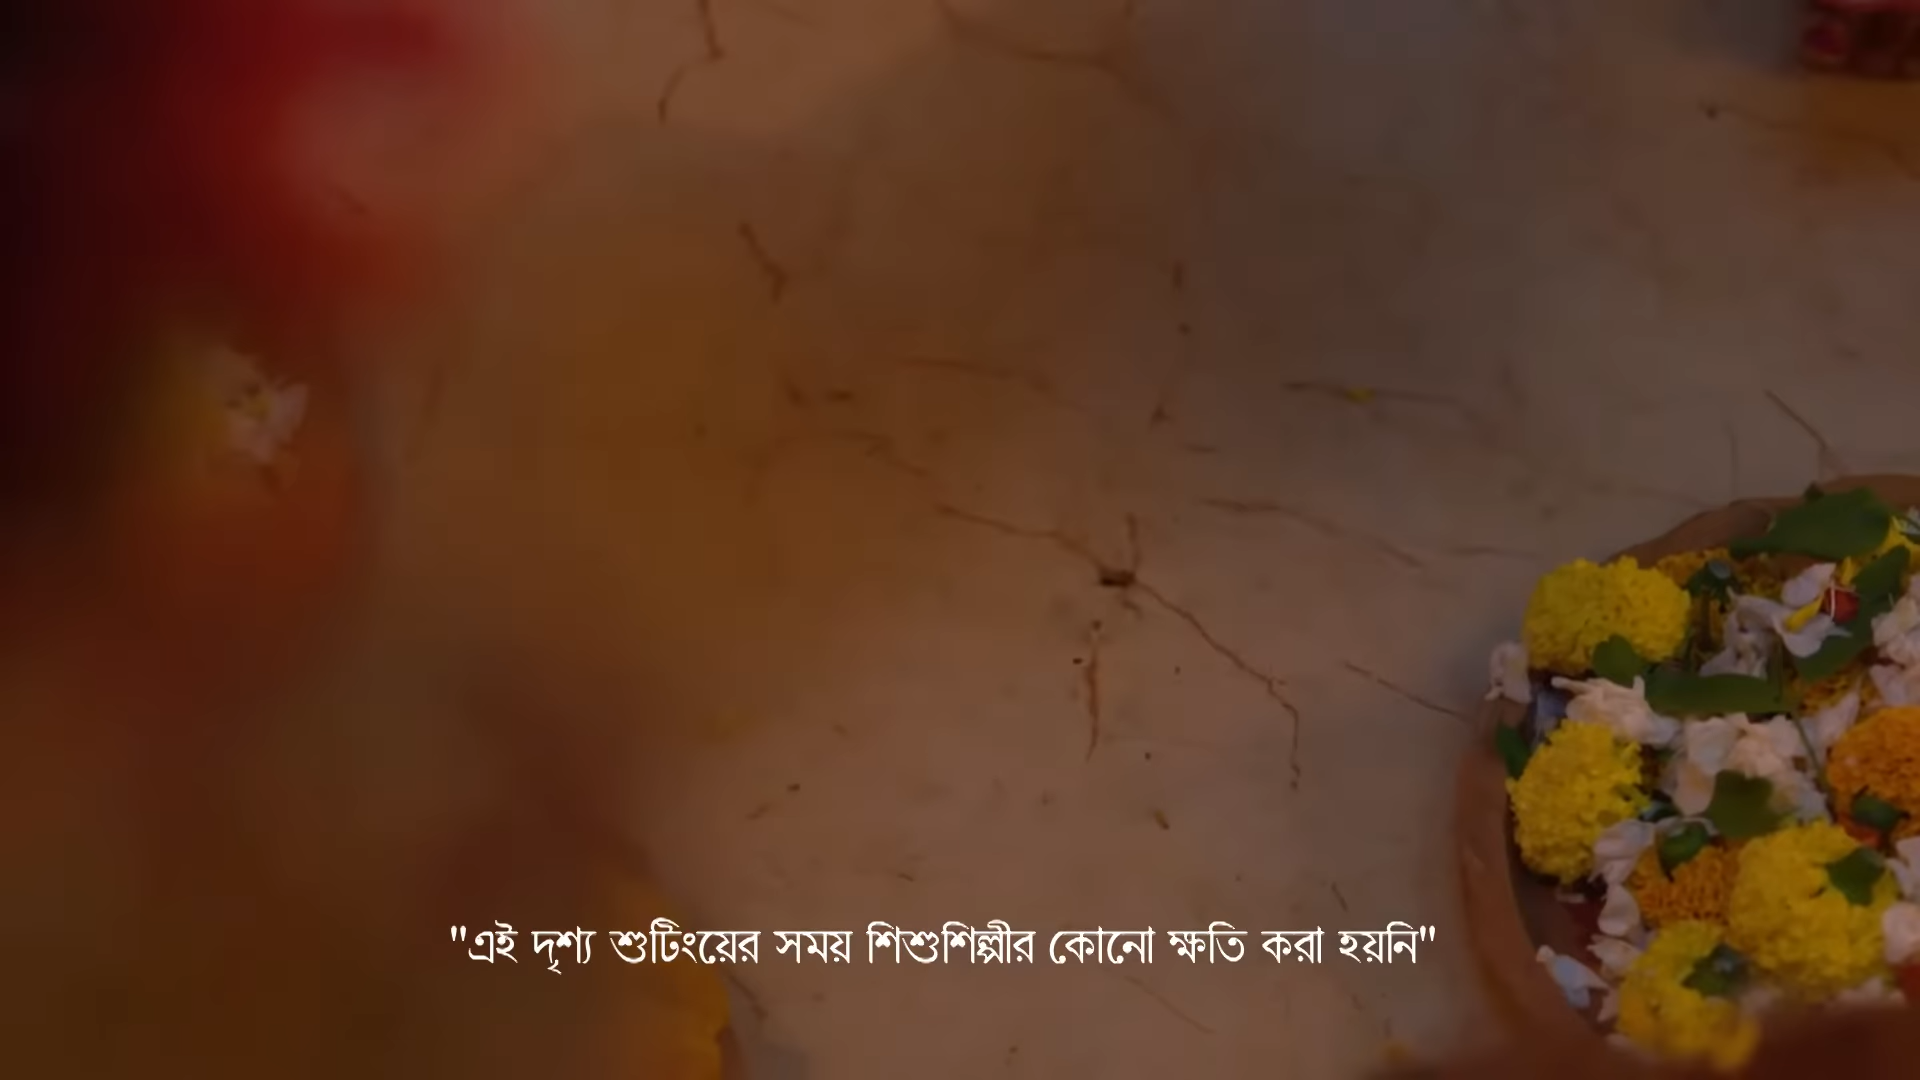 "এই দৃশ্য শুটিংয়ের সময় শিশুশিল্পীর কোনো ক্ষতি করা হয়নি"